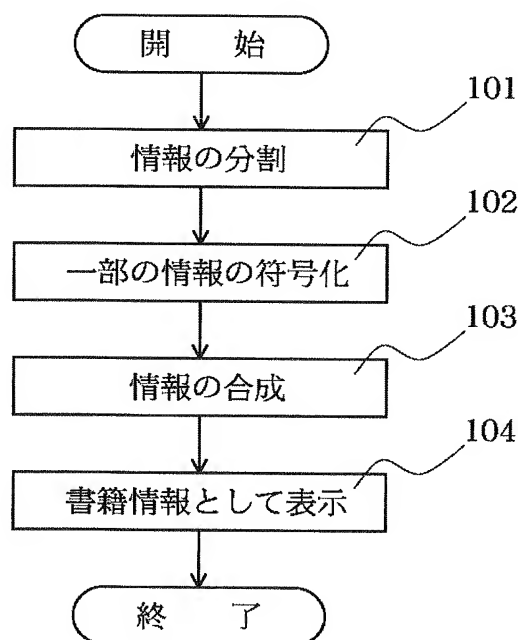 開 始
101
情報の分割
102
一部の情報の符号化
103
情報の合成
104
書籍情報として表示
終 了